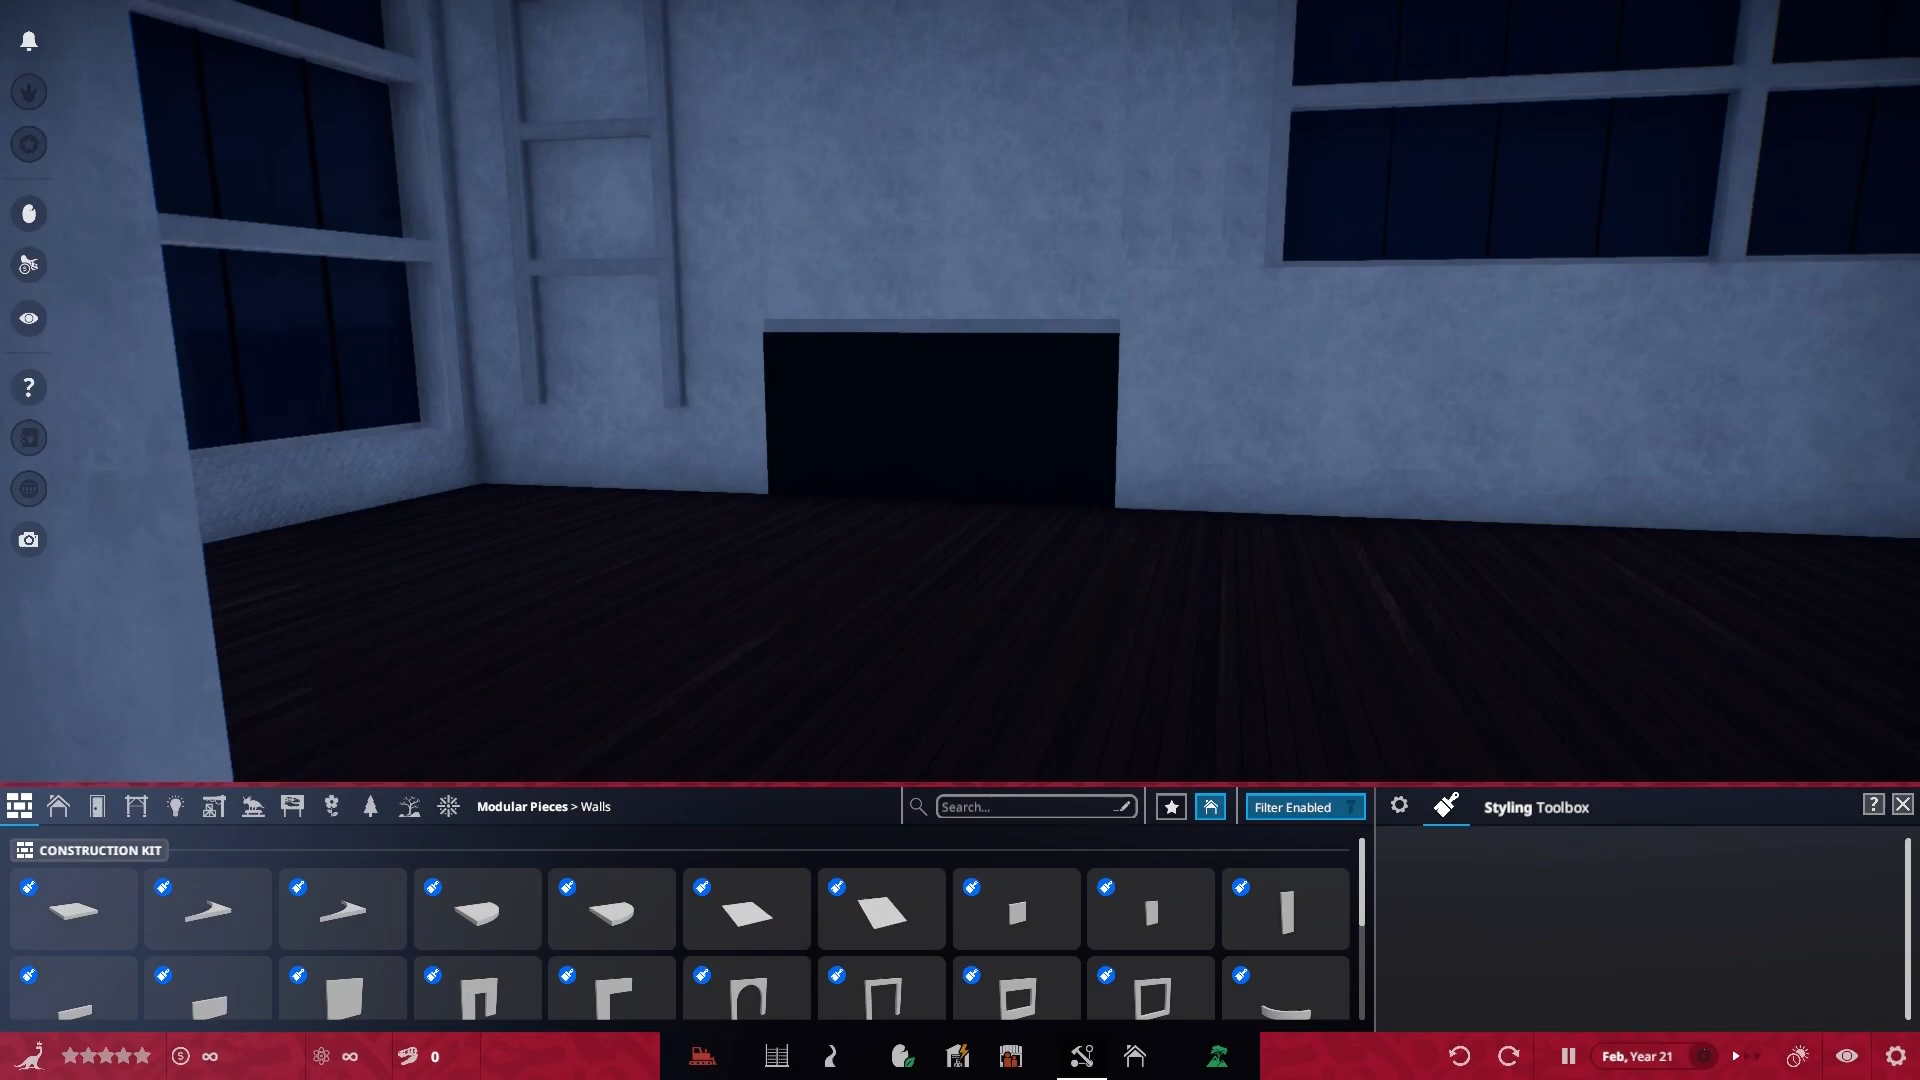 Modular Pieces > Walls
Search...
Filter Enabled
Styling Toolbox
?
CONSTRUCTION KIT
∞
∞
0
Feb, Year 21